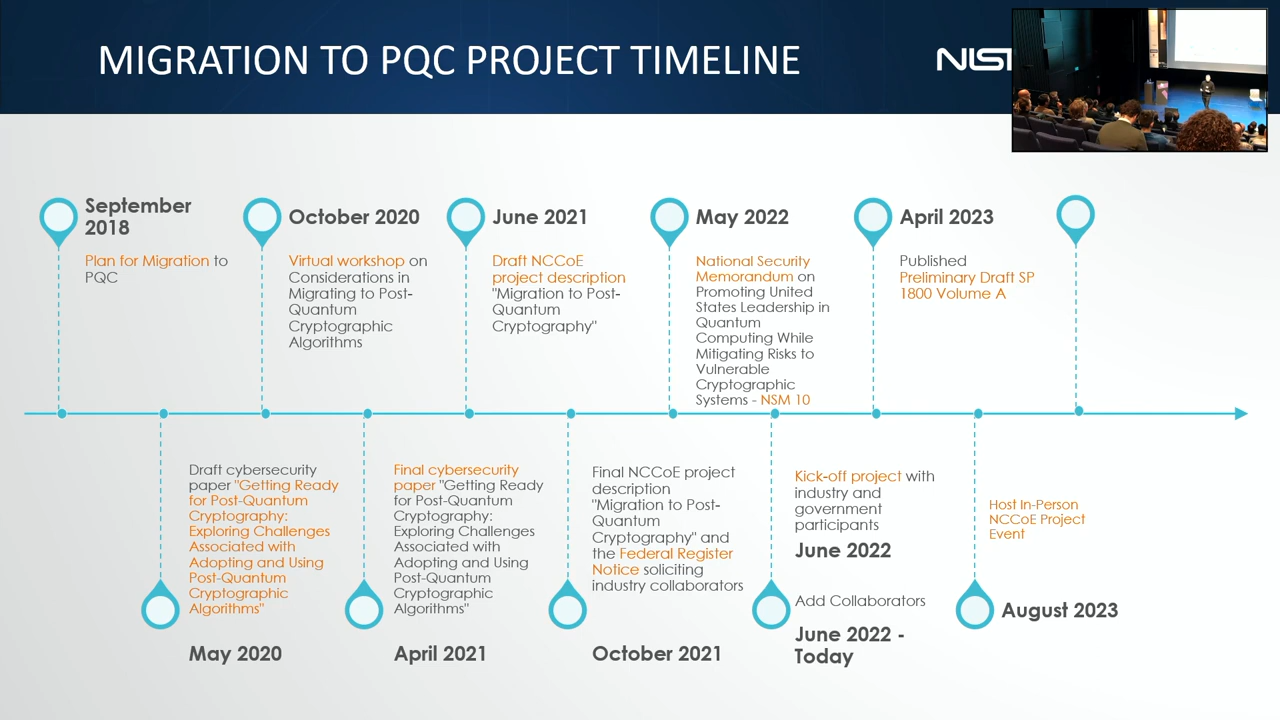 MIGRATION TO PQC PROJECT TIMELINE
September
2018
Plan for Migration to
PQC
October 2020
Virtual workshop on
Considerations in
Migrating to Post-
Quantum
Cryptographic
Algorithms
June 2021
Draft NCCoE
project description
"Migration to Post-
Quantum
Cryptography"
May 2022
National Security
Memorandum on
Promoting United
States Leadership in
Quantum
Computing While
Mitigating Risks to
Vulnerable
Cryptographic
Systems - NSM 10
April 2023
Published
Preliminary Draft SP
1800 Volume A
Draft cybersecurity
paper "Getting Ready
for Post-Quantum
Cryptography:
Exploring Challenges
Associated with
Adopting and Using
Post-Quantum
Cryptographic
Algorithms"
May 2020
Final cybersecurity
paper "Getting Ready
for Post-Quantum
Cryptography:
Exploring Challenges
Associated with
Adopting and Using
Post-Quantum
Cryptographic
Algorithms"
April 2021
Final NCCoE project
description
"Migration to Post-
Quantum
Cryptography" and
the Federal Register
Notice soliciting
industry collaborators
October 2021
Kick-off project with
industry and
government
participants
June 2022
Add Collaborators
June 2022 -
Today
Host In-Person
NCCoE Project
Event
August 2023